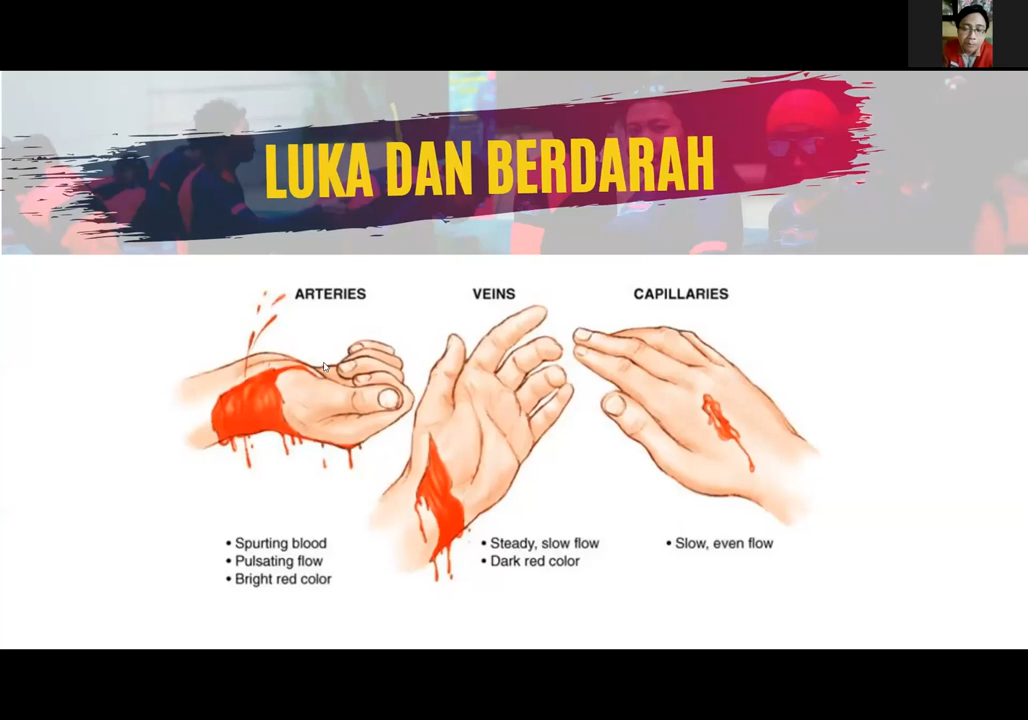 LUKA DAN BERDARAH
ARTERIES
• Spurting blood
• Pulsating flow
• Bright red color
VEINS
• Steady, slow flow
• Dark red color
CAPILLARIES
• Slow, even flow